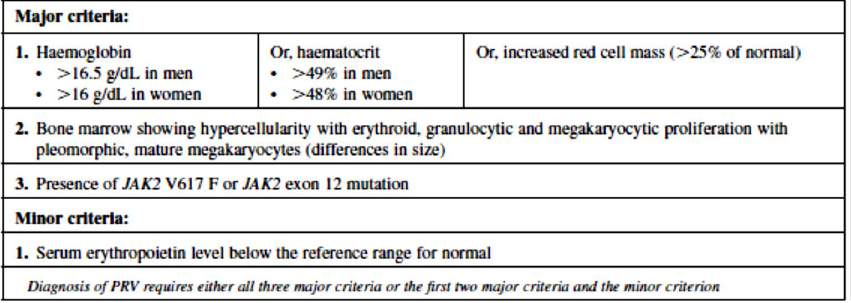 Major criteria:
1. Haemoglobin
• >16.5 g/dL in men
• >16 g/dL in women
Or, haematocrit
• >49% in men
• >48% in women
Or, increased red cell mass (>25% of normal)
2. Bone marrow showing hypercellularity with erythroid, granulocytic and megakaryocytic proliferation with
pleomorphic, mature megakaryocytes (differences in size)
3. Presence of JAK2 V617 F or JAK2 exon 12 mutation
Minor criteria:
1. Serum erythropoietin level below the reference range for normal
Diagnosis of PRV requires either all three major criteria or the first two major criteria and the minor criterion